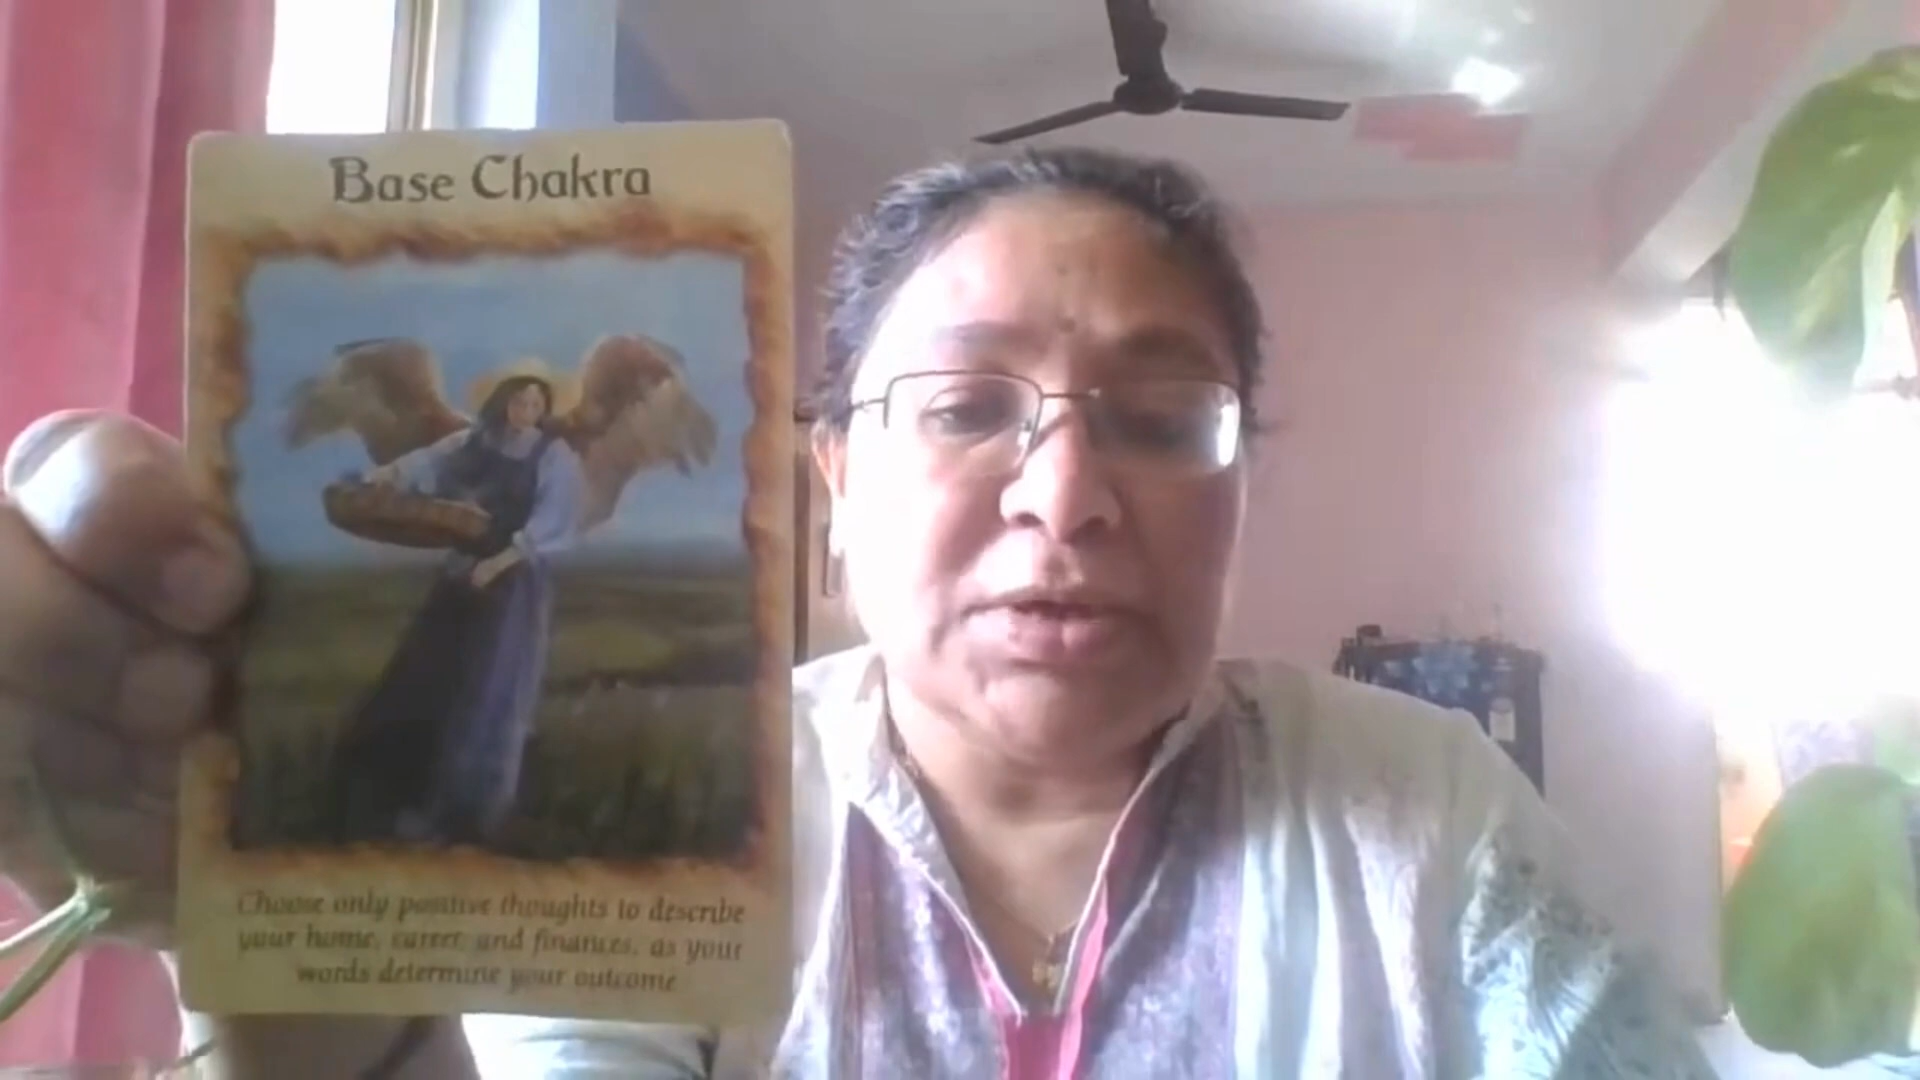 Base Chakra
Choose only positive thoughts to describe
your home, career, and finances, as your
words determine your outcome